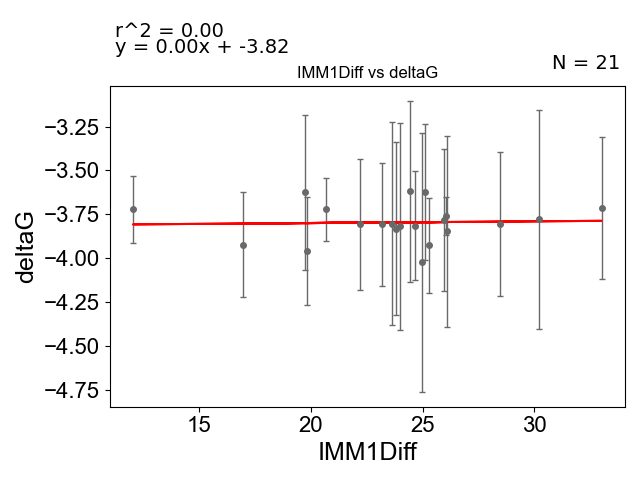 r^2 = 0.00
y = 0.00x + -3.82
N = 21
IMM1Diff vs deltaG
−3.25
−3.50
−3.75
−4.00
−4.25
−4.50
−4.75
deltaG
15 20 25 30
IMM1Diff